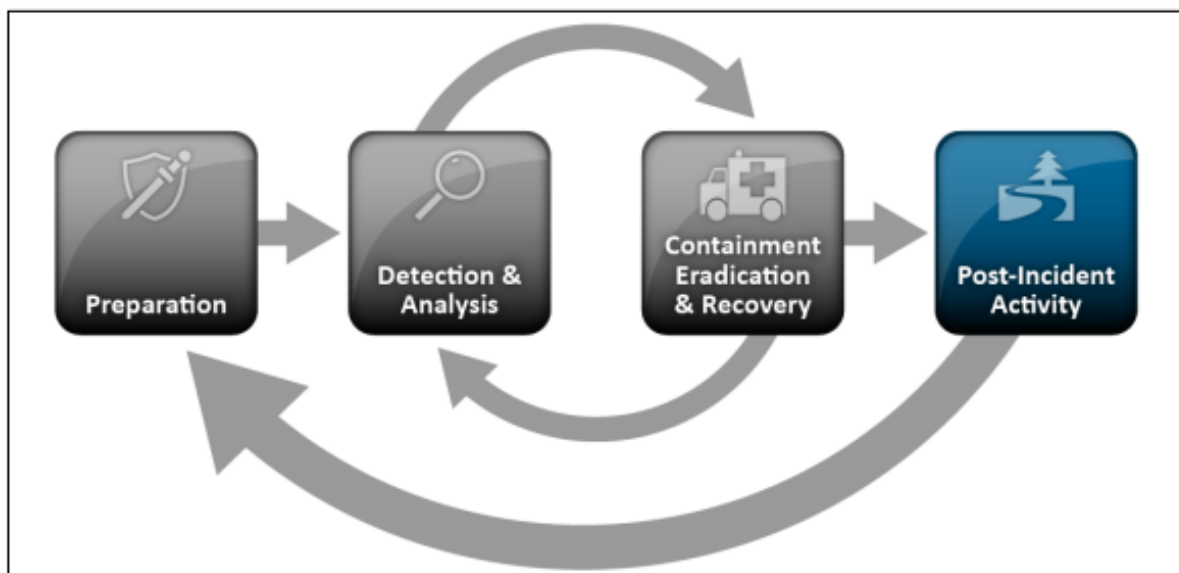 Preparation
Detection &
Analysis
Containment
Eradication
& Recovery
Post-Incident
Activity